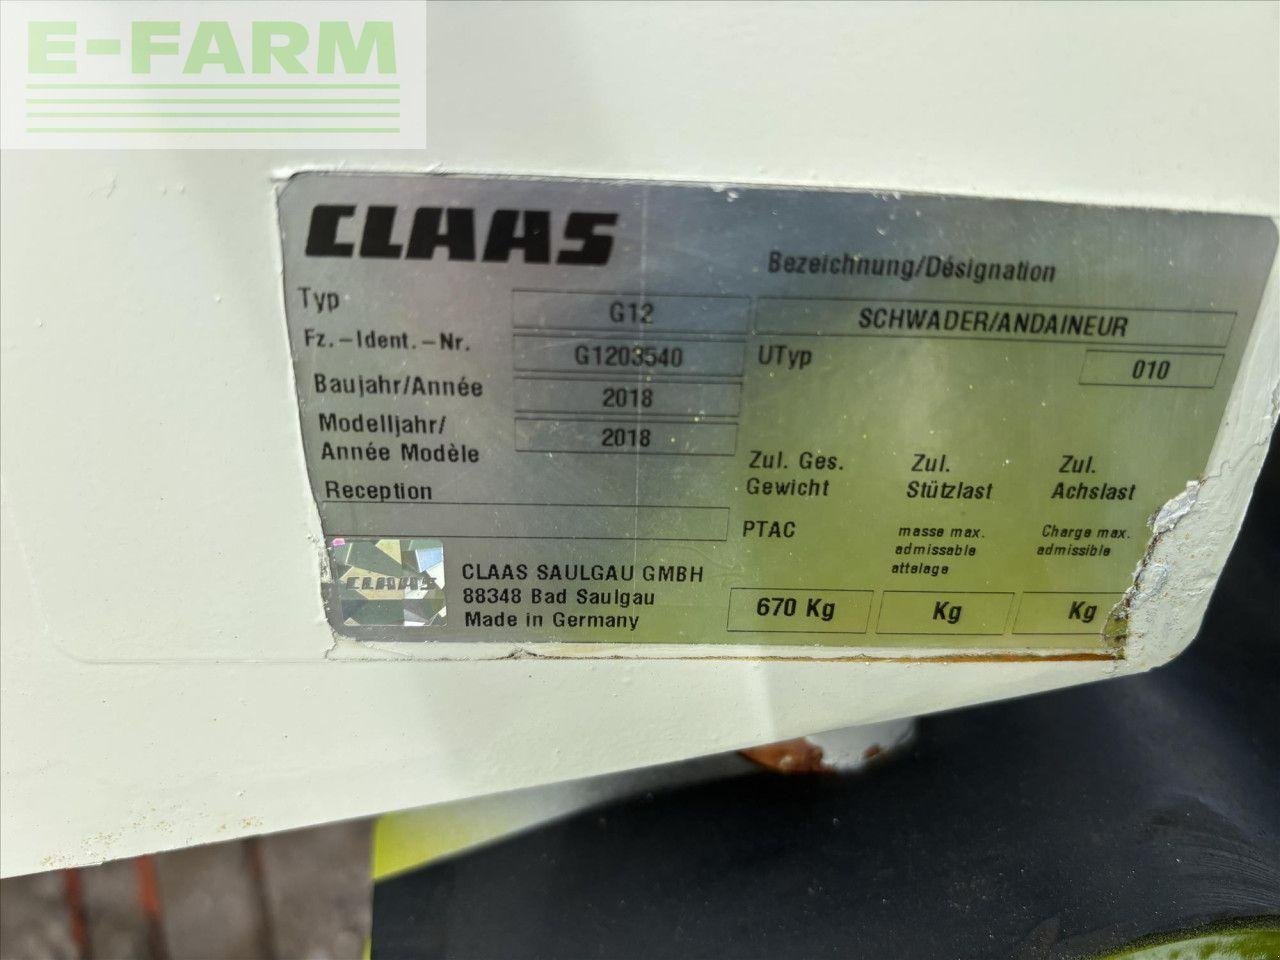 E-FARM
CLAAS
Bezeichnung/Désignation
Typ G12 SCHWADER/ANDAINEUR
Fz.-Ident.-Nr. G1203540 UTyp 010
Baujahr/Année 2018
Modelljahr/
Année Modèle 2018
Zul. Ges. Zul. Zul.
Gewicht Stützlast Achslast
Reception
PTAC masse max. Charge max.
admissable admissible
attelage
CLAAS
CLAAS SAULGAU GMBH
88348 Bad Saulgau
Made in Germany
670 Kg Kg Kg